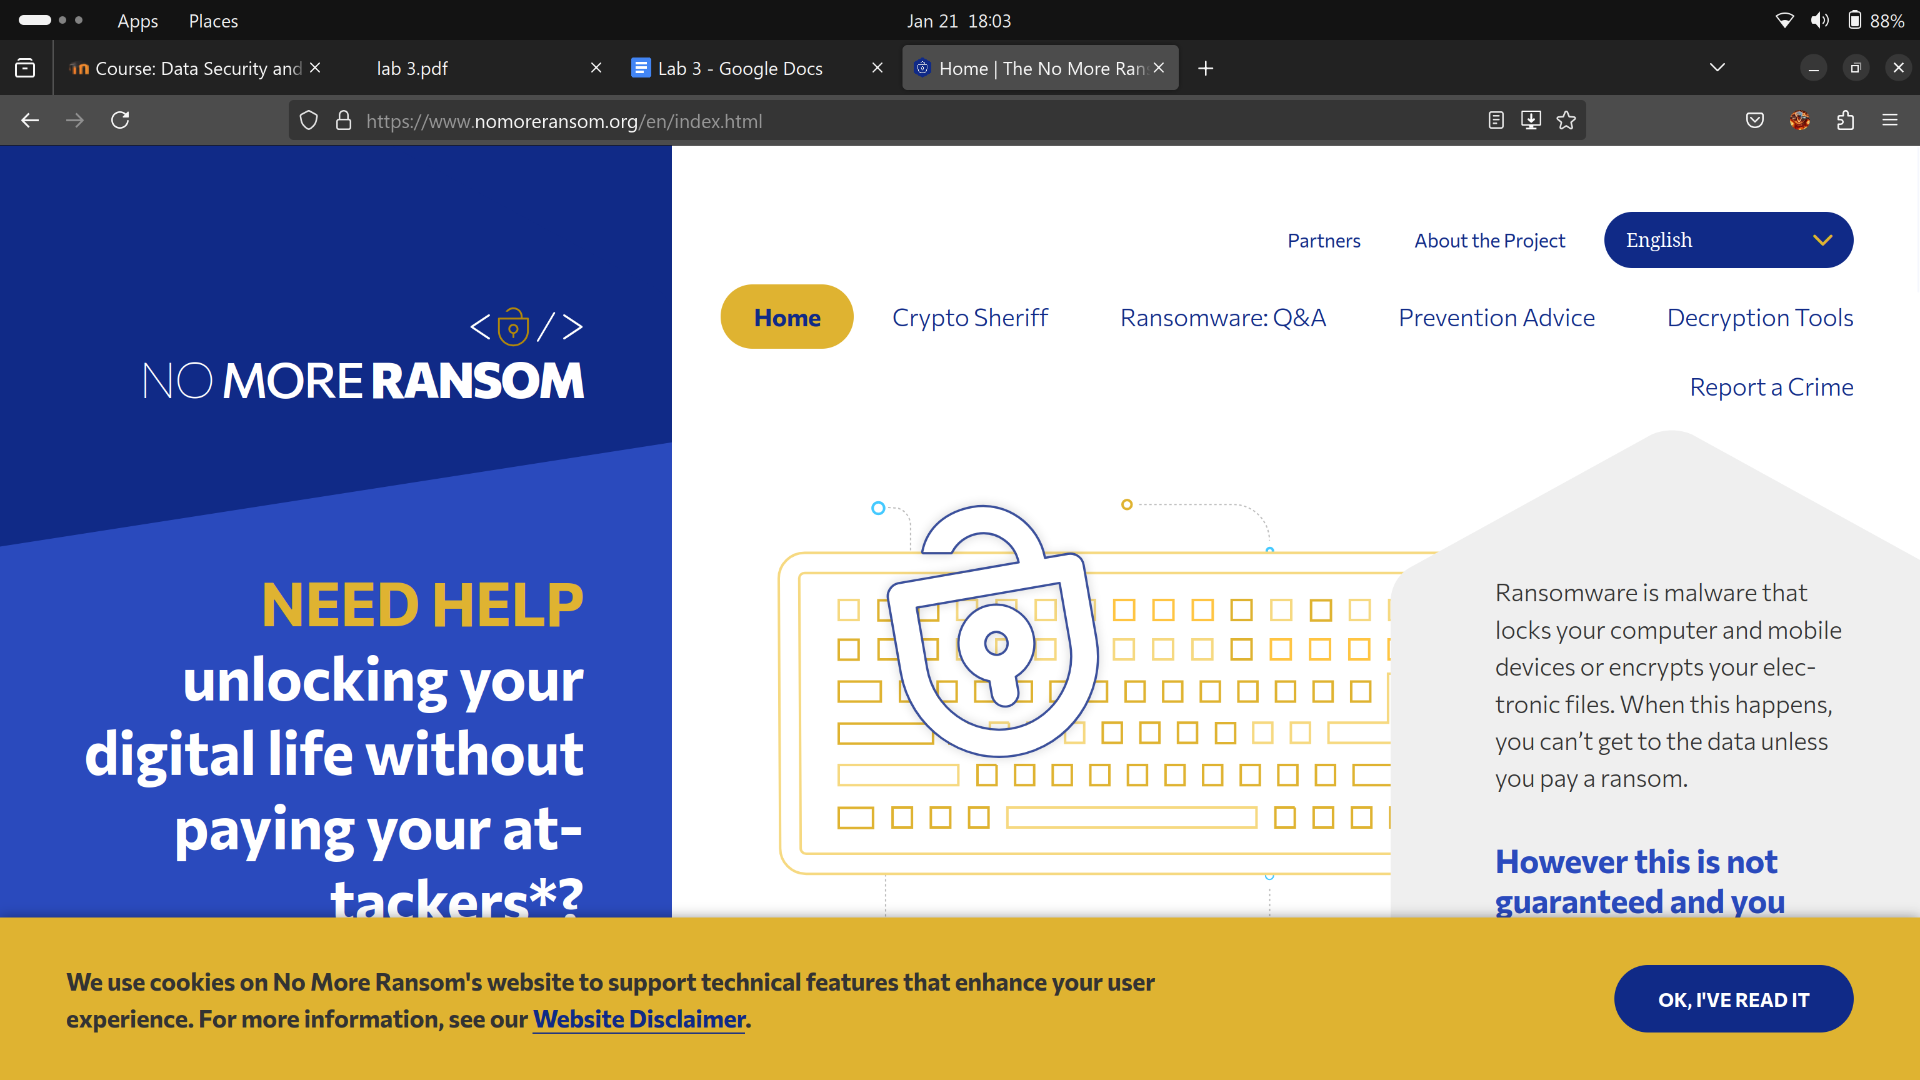 Apps Places Jan 21 18:03 88%
Course: Data Security and lab 3.pdf Lab 3 - Google Docs Home | The No More Ran
https://www.nomoreransom.org/en/index.html
Partners About the Project English
Home Crypto Sheriff Ransomware: Q&A Prevention Advice Decryption Tools
Report a Crime
NO MORE RANSOM
NEED HELP
unlocking your
digital life without
paying your at-
tackers*?
Ransomware is malware that
locks your computer and mobile
devices or encrypts your elec-
tronic files. When this happens,
you can’t get to the data unless
you pay a ransom.
However this is not
guaranteed and you
We use cookies on No More Ransom's website to support technical features that enhance your user
experience. For more information, see our Website Disclaimer.
OK, I'VE READ IT